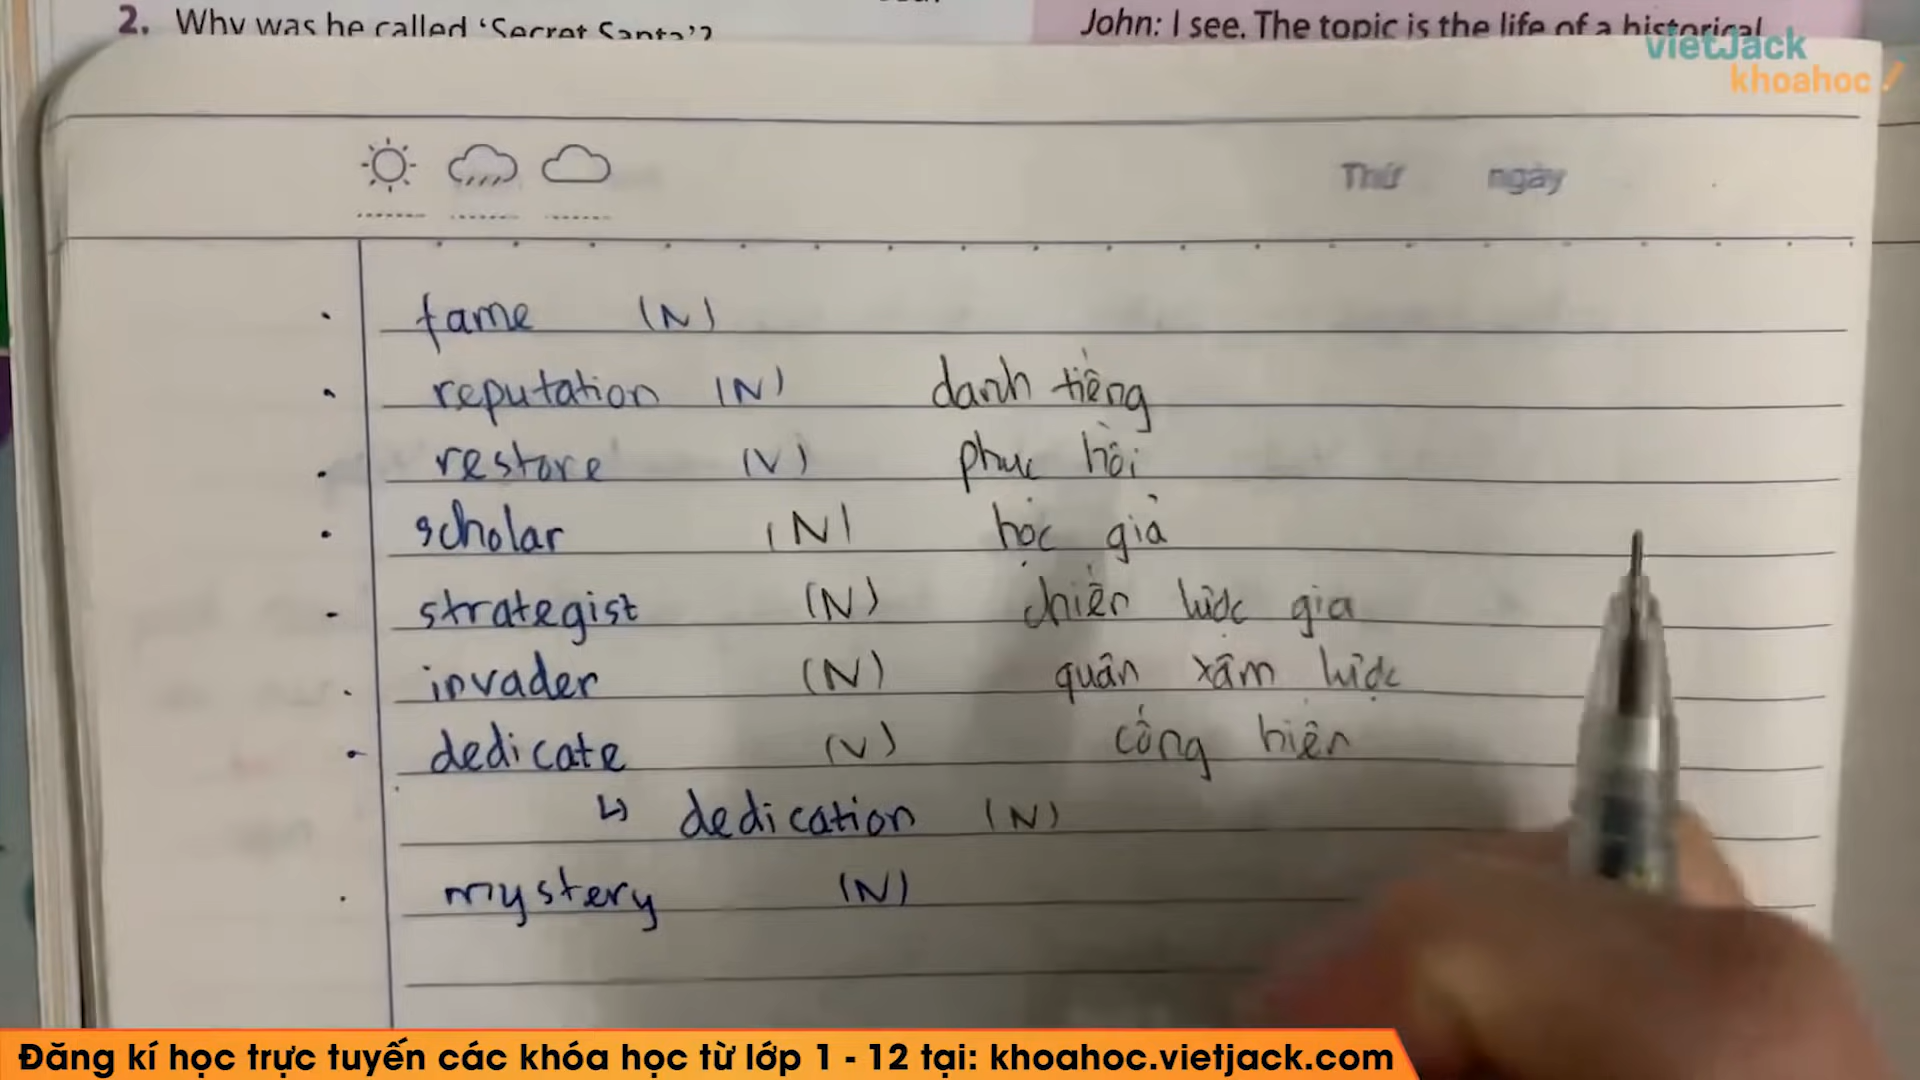 2. Why was he called ‘Secret Santa’?
John: I see. The topic is the life of a historical
vietJack
khoahoc
Thứ ngày
fame (N)
reputation (N) danh tiếng
restore (V) phục hồi
scholar (N) học giả
strategist (N) chiến lược gia
invader (N) quân xâm lược
dedicate (V) cống hiến
↳ dedication (N)
mystery (N)
Đăng kí học trực tuyến các khóa học từ lớp 1 - 12 tại: khoahoc.vietjack.com